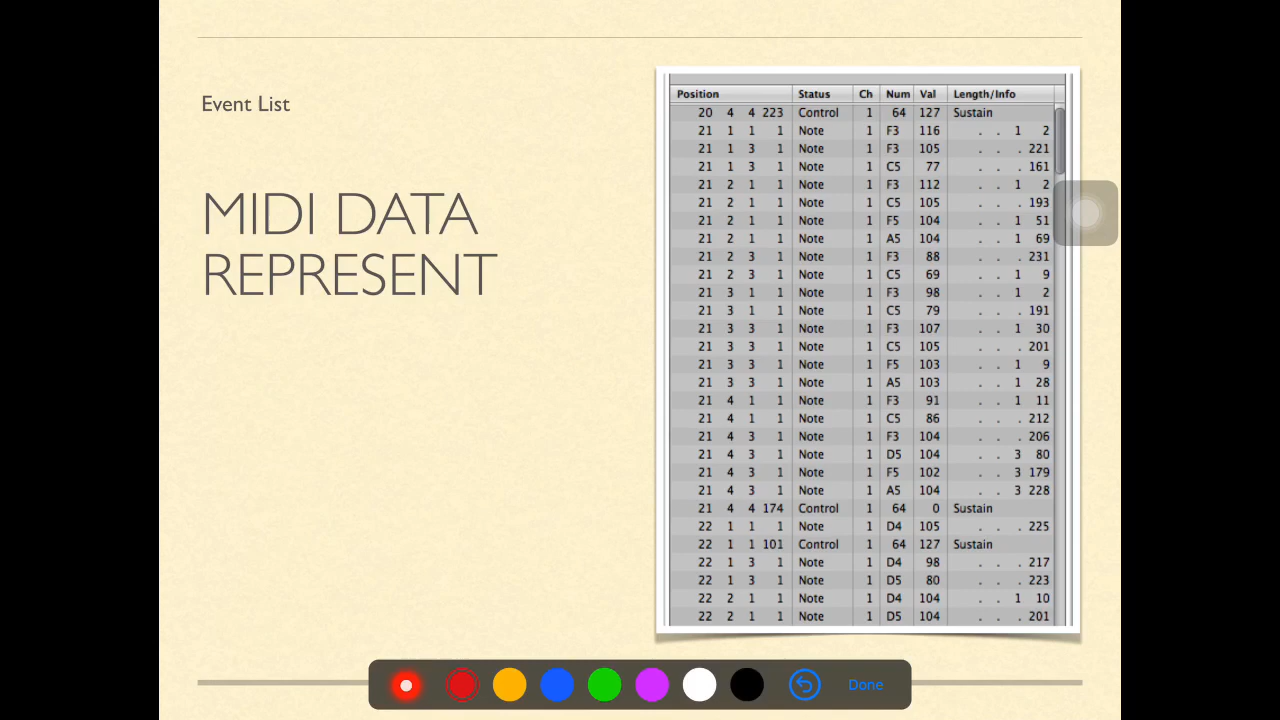 Event List
MIDI DATA
REPRESENT
Position Status Ch Num Val Length/Info
20 4 4 223 Control 1 64 127 Sustain
21 1 1 1 Note 1 F3 116 . . 1 2
21 1 3 1 Note 1 F3 105 . . . 221
21 1 3 1 Note 1 C5 77 . . . 161
21 2 1 1 Note 1 F3 112 . . 1 2
21 2 1 1 Note 1 C5 105 . . . 193
21 2 1 1 Note 1 F5 104 . . 1 51
21 2 1 1 Note 1 A5 104 . . 1 69
21 2 3 1 Note 1 F3 88 . . . 231
21 2 3 1 Note 1 C5 69 . . 1 9
21 3 1 1 Note 1 F3 98 . . 1 2
21 3 1 1 Note 1 C5 79 . . . 191
21 3 3 1 Note 1 F3 107 . . 1 30
21 3 3 1 Note 1 C5 105 . . . 201
21 3 3 1 Note 1 F5 103 . . 1 9
21 3 3 1 Note 1 A5 103 . . 1 28
21 4 1 1 Note 1 F3 91 . . 1 11
21 4 1 1 Note 1 C5 86 . . . 212
21 4 3 1 Note 1 F3 104 . . . 206
21 4 3 1 Note 1 D5 104 . . 3 80
21 4 3 1 Note 1 F5 102 . . 3 179
21 4 3 1 Note 1 A5 104 . . 3 228
21 4 4 174 Control 1 64 0 Sustain
22 1 1 1 Note 1 D4 105 . . . 225
22 1 1 101 Control 1 64 127 Sustain
22 1 3 1 Note 1 D4 98 . . . 217
22 1 3 1 Note 1 D5 80 . . . 223
22 2 1 1 Note 1 D4 104 . . 1 10
22 2 1 1 Note 1 D5 104 . . . 201
Done